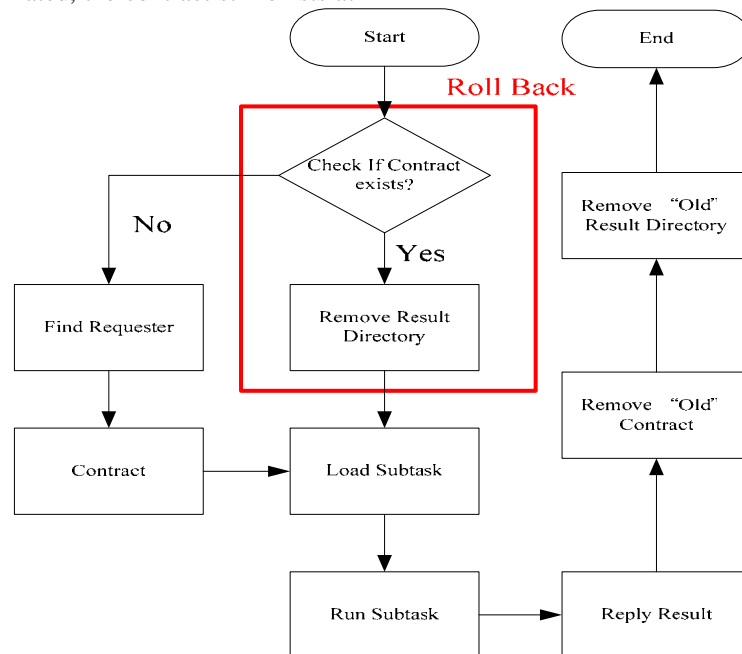 Start
End
Roll Back
Check If Contract
exists?
No
Yes
Remove “Old”
Result Directory
Find Requester
Remove Result
Directory
Remove “Old”
Contract
Contract
Load Subtask
Run Subtask
Reply Result